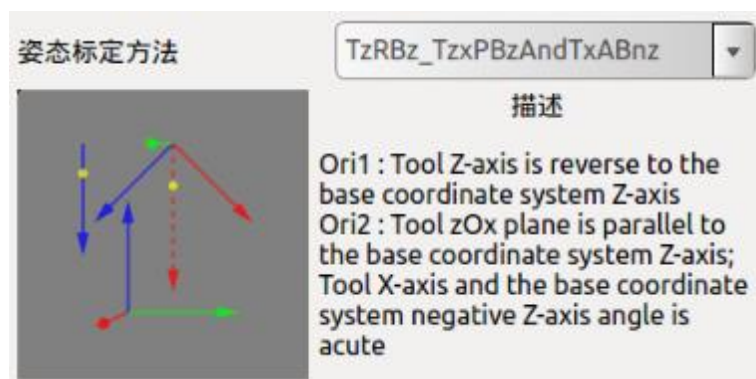 姿态标定方法
TzRBz_TzxPBzAndTxABnz
描述
Ori1 : Tool Z-axis is reverse to the
base coordinate system Z-axis
Ori2 : Tool zOx plane is parallel to
the base coordinate system Z-axis;
Tool X-axis and the base coordinate
system negative Z-axis angle is
acute